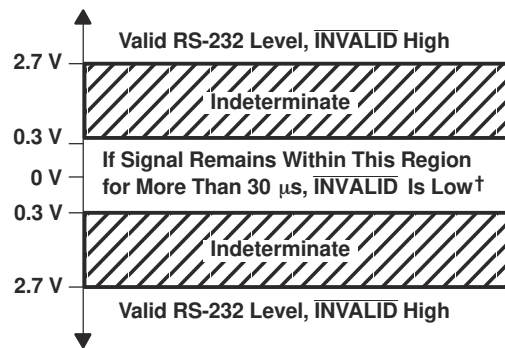 Valid RS-232 Level, INVALID High
2.7 V
Indeterminate
0.3 V
If Signal Remains Within This Region
0 V
for More Than 30 μs, INVALID Is Low†
0.3 V
Indeterminate
2.7 V
Valid RS-232 Level, INVALID High